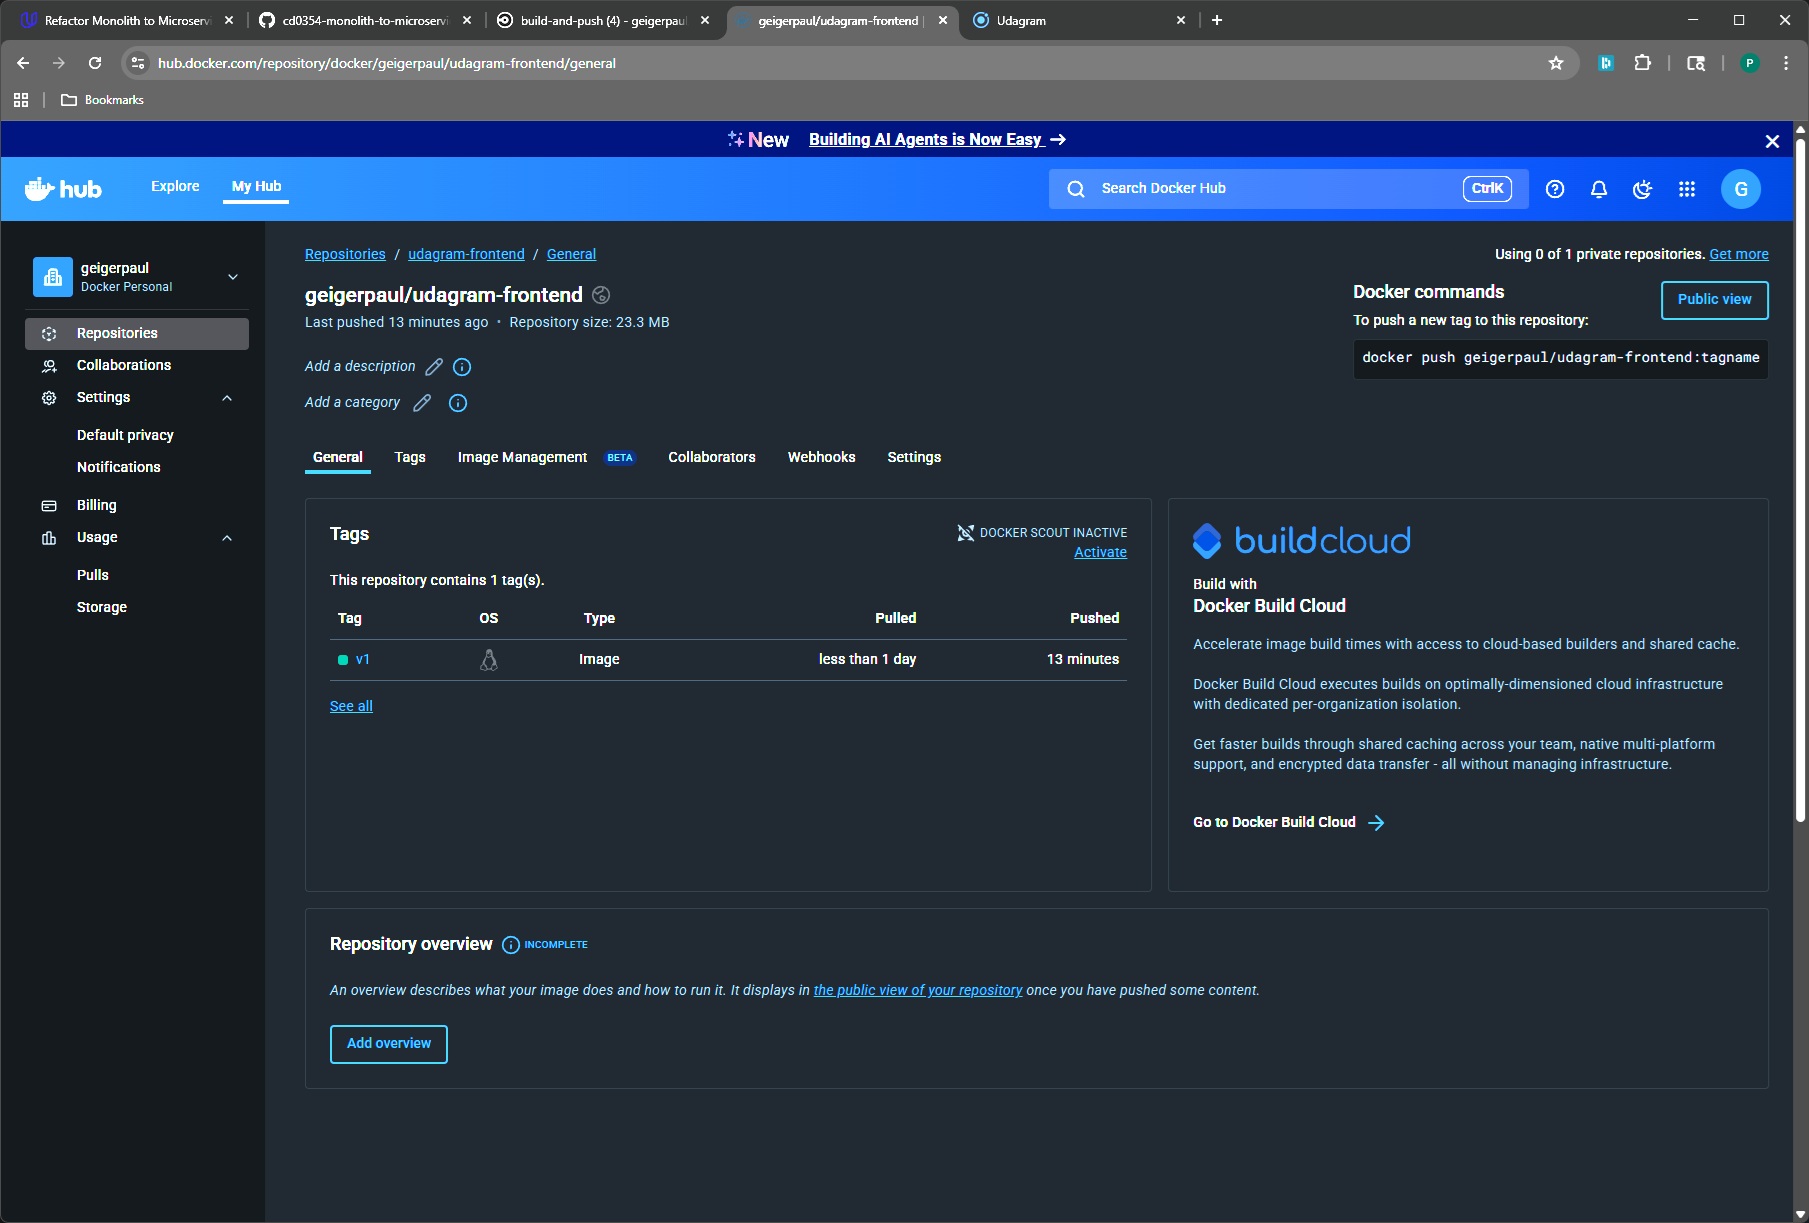 Refactor Monolith to Microservi
cd0354-monolith-to-microservi
build-and-push (4) - geigerpaul
geigerpaul/udagram-frontend |
Udagram
hub.docker.com/repository/docker/geigerpaul/udagram-frontend/general
P
Bookmarks
New Building AI Agents is Now Easy →
hub
Explore
My Hub
Search Docker Hub
CtrlK
G
geigerpaul
Docker Personal
Repositories
Collaborations
Settings
Default privacy
Notifications
Billing
Usage
Pulls
Storage
Repositories / udagram-frontend / General
Using 0 of 1 private repositories. Get more
geigerpaul/udagram-frontend
Last pushed 13 minutes ago • Repository size: 23.3 MB
Docker commands
Public view
To push a new tag to this repository:
docker push geigerpaul/udagram-frontend:tagname
Add a description
Add a category
General Tags Image Management BETA Collaborators Webhooks Settings
Tags
DOCKER SCOUT INACTIVE
Activate
This repository contains 1 tag(s).
Tag OS Type Pulled Pushed
v1 Image less than 1 day 13 minutes
See all
buildcloud
Build with
Docker Build Cloud
Accelerate image build times with access to cloud-based builders and shared cache.
Docker Build Cloud executes builds on optimally-dimensioned cloud infrastructure
with dedicated per-organization isolation.
Get faster builds through shared caching across your team, native multi-platform
support, and encrypted data transfer - all without managing infrastructure.
Go to Docker Build Cloud
Repository overview INCOMPLETE
An overview describes what your image does and how to run it. It displays in the public view of your repository once you have pushed some content.
Add overview